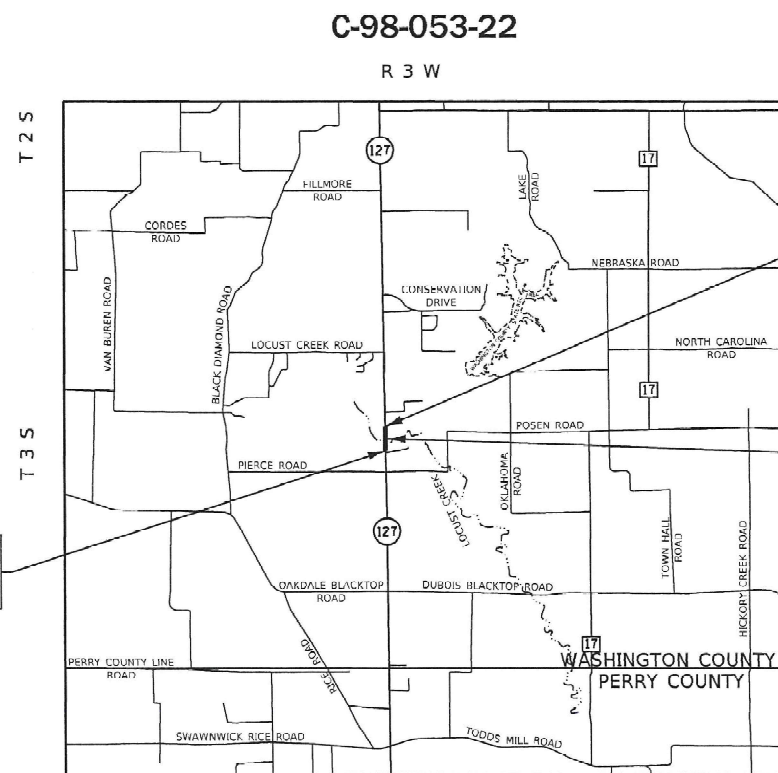 C-98-053-22
R 3 W
T 2 S
127
17
FILLMORE
ROAD
LAKE
ROAD
CORDES
ROAD
NEBRASKA ROAD
VAN BUREN ROAD
BLACK DIAMOND ROAD
CONSERVATION
DRIVE
LOCUST CREEK ROAD
NORTH CAROLINA
ROAD
17
T 3 S
POSEN ROAD
PIERCE ROAD
LOCUST CREEK
OKLAHOMA
ROAD
127
TOWN HALL
ROAD
HICKORY CREEK ROAD
OAKDALE BLACKTOP
ROAD
DUBOIS BLACKTOP ROAD
RICE ROAD
17
PERRY COUNTY LINE
ROAD
WASHINGTON COUNTY
PERRY COUNTY
SWAWNWICK RICE ROAD
TODDS MILL ROAD